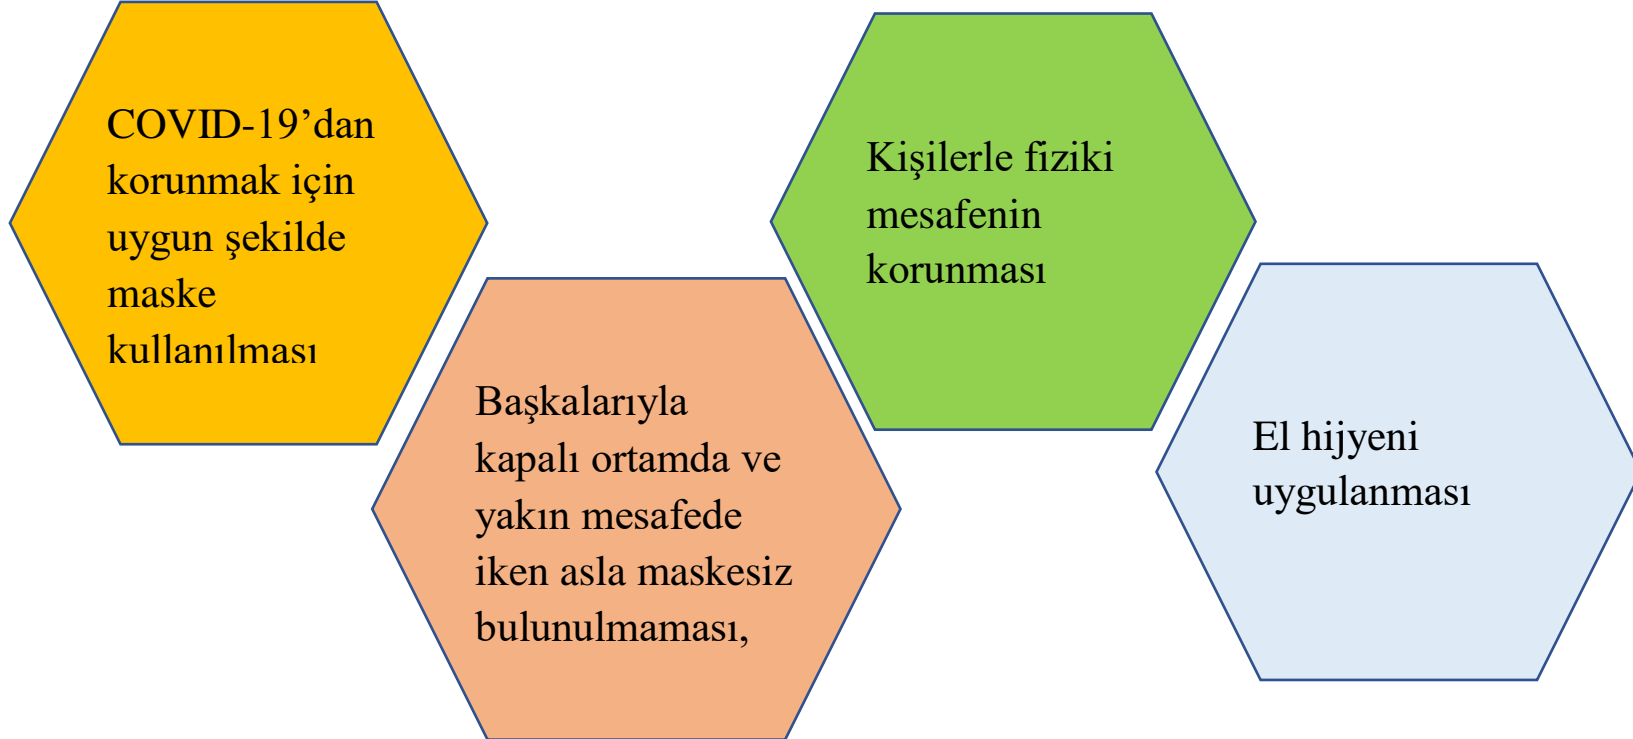 COVID-19’dan
korunmak için
uygun şekilde
maske
kullanılması
Başkalarıyla
kapalı ortamda ve
yakın mesafede
iken asla maskesiz
bulunulmaması,
Kişilerle fiziki
mesafenin
korunması
El hijyeni
uygulanması